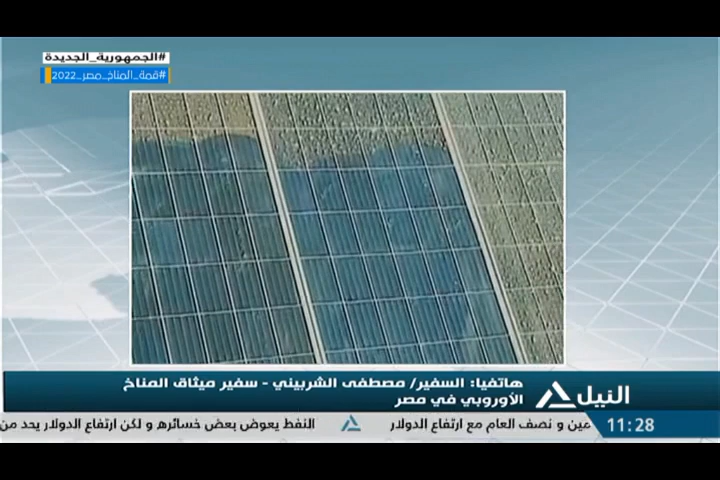 #الجمهورية_الجديدة
#قمة_المناخ_مصر_2022
هاتفيا: السفير/ مصطفى الشربيني - سفير ميثاق المناخ
الأوروبي في مصر
النيل
مين و نصف العام مع ارتفاع الدولار
النفط يعوض بعض خسائره و لكن ارتفاع الدولار يحد من
11:28